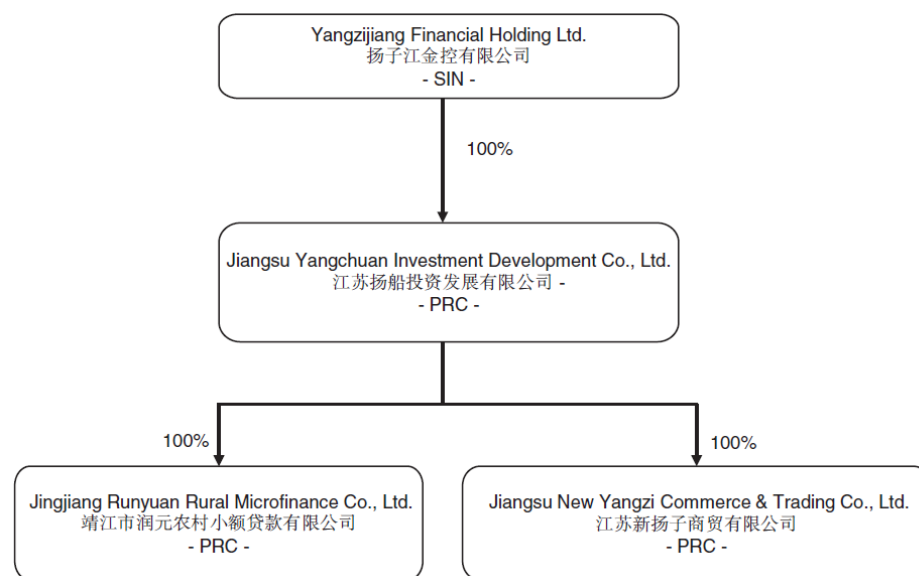 Yangzijiang Financial Holding Ltd.
扬子江金控有限公司
- SIN -
100%
Jiangsu Yangchuan Investment Development Co., Ltd.
江苏扬船投资发展有限公司 -
- PRC -
100%
100%
Jingjiang Runyuan Rural Microfinance Co., Ltd.
靖江市润元农村小额贷款有限公司
- PRC -
Jiangsu New Yangzi Commerce & Trading Co., Ltd.
江苏新扬子商贸有限公司
- PRC -